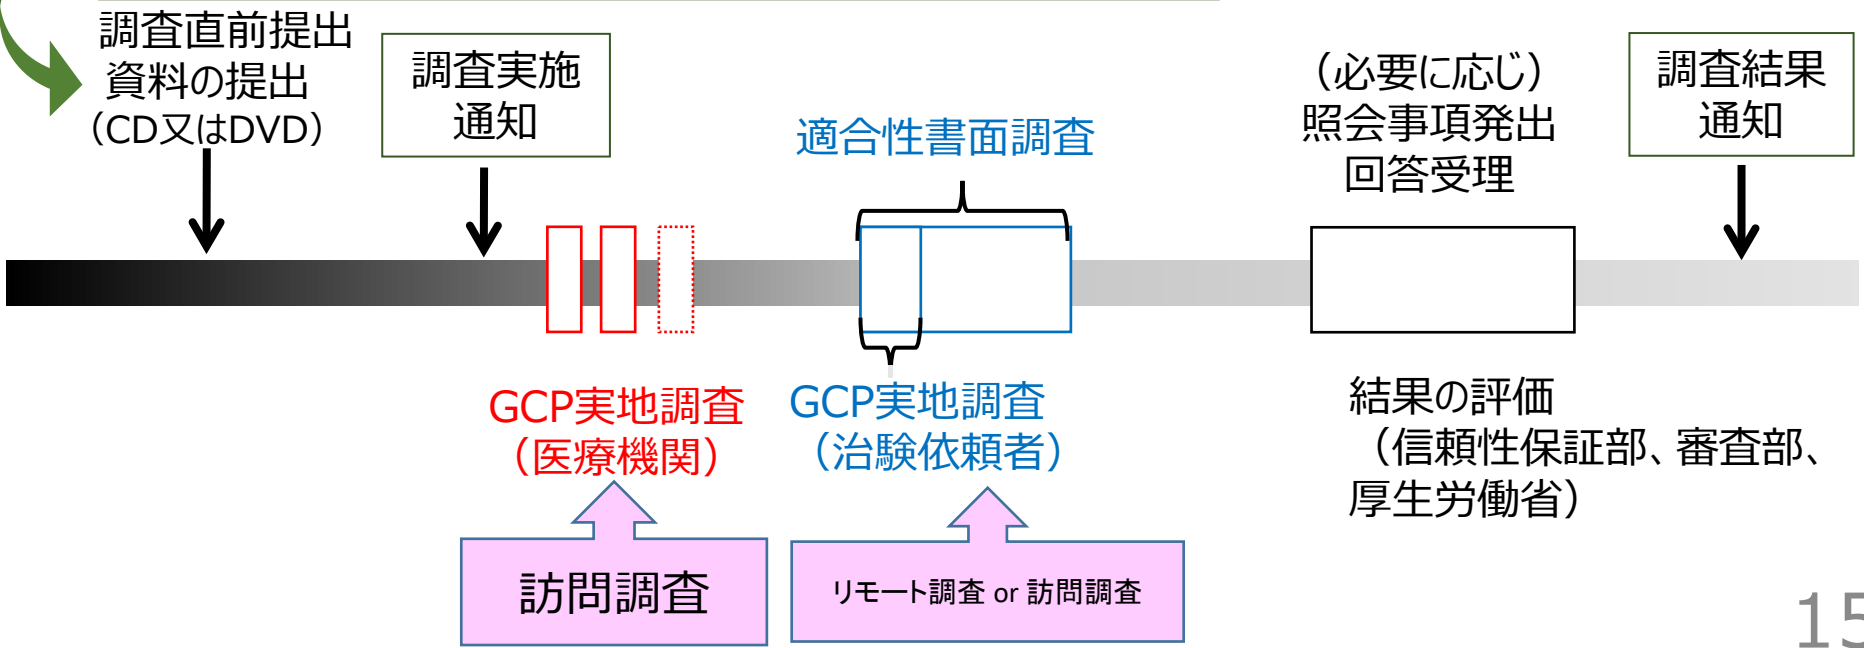 調査直前提出
資料の提出
（CD又はDVD）
調査実施
通知
適合性書面調査
（必要に応じ）
照会事項発出
回答受理
調査結果
通知
GCP実地調査
（医療機関）
GCP実地調査
（治験依頼者）
結果の評価
（信頼性保証部、審査部、
厚生労働省）
訪問調査
リモート調査 or 訪問調査
15